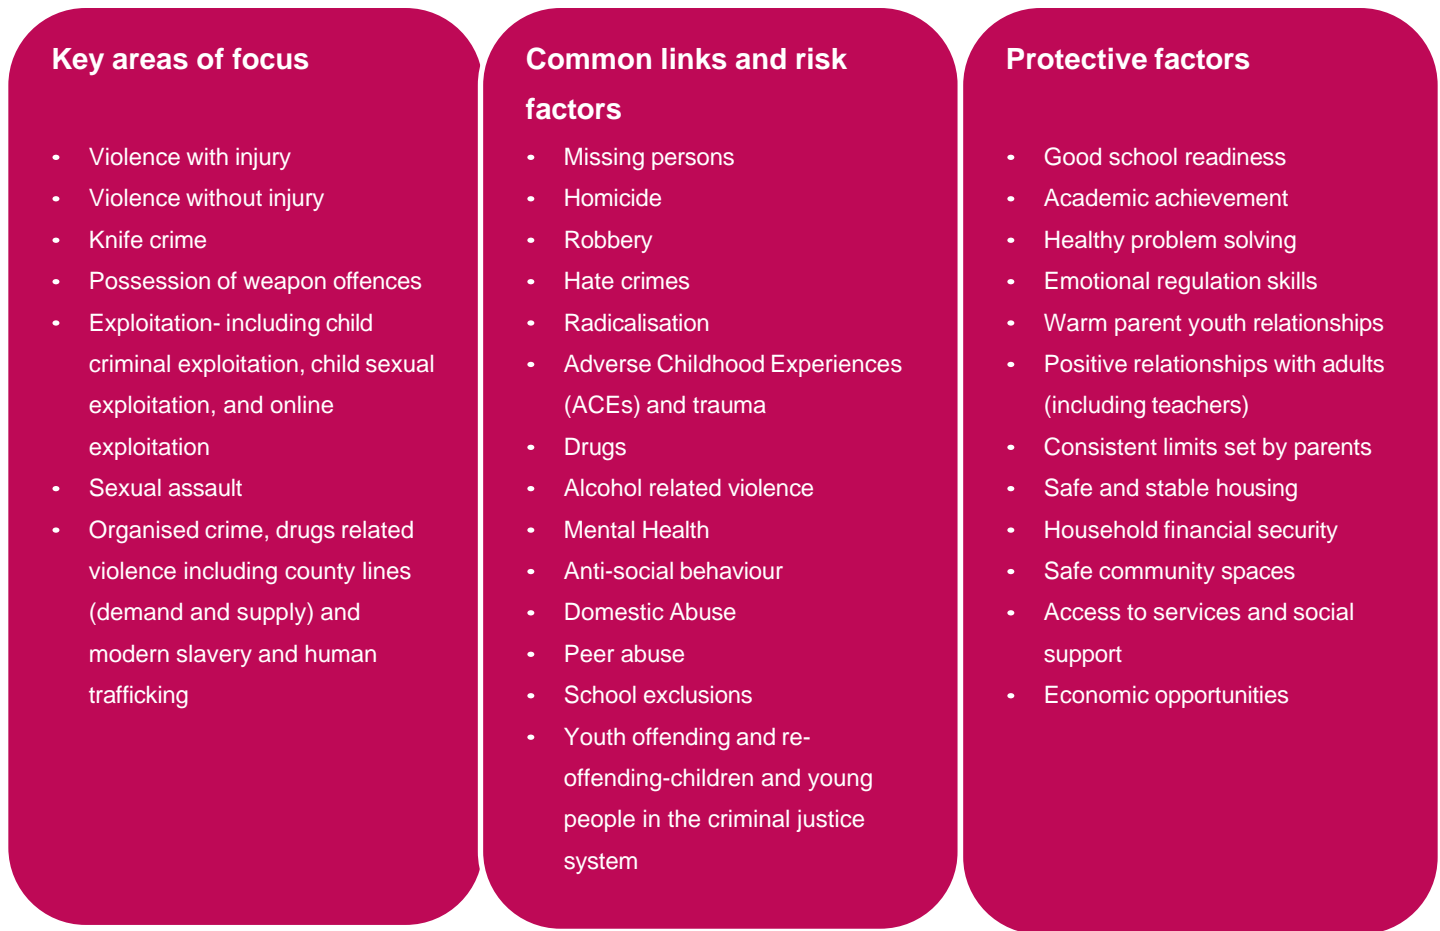 Key areas of focus
• Violence with injury
• Violence without injury
• Knife crime
• Possession of weapon offences
• Exploitation- including child
criminal exploitation, child sexual
exploitation, and online
exploitation
• Sexual assault
• Organised crime, drugs related
violence including county lines
(demand and supply) and
modern slavery and human
trafficking
Common links and risk
factors
• Missing persons
• Homicide
• Robbery
• Hate crimes
• Radicalisation
• Adverse Childhood Experiences
(ACEs) and trauma
• Drugs
• Alcohol related violence
• Mental Health
• Anti-social behaviour
• Domestic Abuse
• Peer abuse
• School exclusions
• Youth offending and re-
offending-children and young
people in the criminal justice
system
Protective factors
• Good school readiness
• Academic achievement
• Healthy problem solving
• Emotional regulation skills
• Warm parent youth relationships
• Positive relationships with adults
(including teachers)
• Consistent limits set by parents
• Safe and stable housing
• Household financial security
• Safe community spaces
• Access to services and social
support
• Economic opportunities